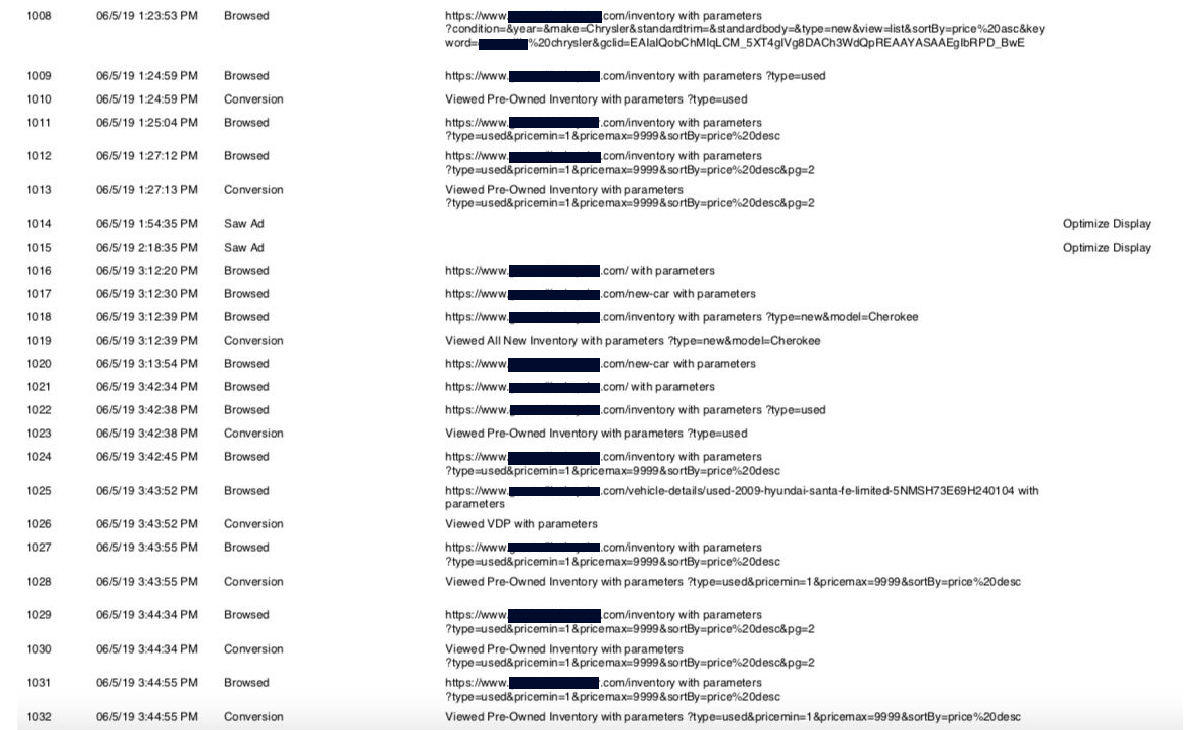 1008 06/5/19 1:23:53 PM Browsed https://www. .com/inventory with parameters
?condition=&year=&make=Chrysler&standardtrim=&standardbody=&type=new&view=list&sortBy=price%20asc&key
word= %20chrysler&gclid=EAIaIQobChMIqLCM_5XT4gIVg8DACh3WdQpREAAYASAAEgIbRPD_BwE
1009 06/5/19 1:24:59 PM Browsed https://www. .com/inventory with parameters ?type=used
1010 06/5/19 1:24:59 PM Conversion Viewed Pre-Owned Inventory with parameters ?type=used
1011 06/5/19 1:25:04 PM Browsed https://www. .com/inventory with parameters
?type=used&pricemin=1&pricemax=9999&sortBy=price%20desc
1012 06/5/19 1:27:12 PM Browsed https://www. .com/inventory with parameters
?type=used&pricemin=1&pricemax=9999&sortBy=price%20desc&pg=2
1013 06/5/19 1:27:13 PM Conversion Viewed Pre-Owned Inventory with parameters
?type=used&pricemin=1&pricemax=9999&sortBy=price%20desc&pg=2
1014 06/5/19 1:54:35 PM Saw Ad Optimize Display
1015 06/5/19 2:18:35 PM Saw Ad Optimize Display
1016 06/5/19 3:12:20 PM Browsed https://www. .com/ with parameters
1017 06/5/19 3:12:30 PM Browsed https://www. .com/new-car with parameters
1018 06/5/19 3:12:39 PM Browsed https://www. .com/inventory with parameters ?type=new&model=Cherokee
1019 06/5/19 3:12:39 PM Conversion Viewed All New Inventory with parameters ?type=new&model=Cherokee
1020 06/5/19 3:13:54 PM Browsed https://www. .com/new-car with parameters
1021 06/5/19 3:42:34 PM Browsed https://www. .com/ with parameters
1022 06/5/19 3:42:38 PM Browsed https://www. .com/inventory with parameters ?type=used
1023 06/5/19 3:42:38 PM Conversion Viewed Pre-Owned Inventory with parameters ?type=used
1024 06/5/19 3:42:45 PM Browsed https://www. .com/inventory with parameters
?type=used&pricemin=1&pricemax=9999&sortBy=price%20desc
1025 06/5/19 3:43:52 PM Browsed https://www. .com/vehicle-details/used-2009-hyundai-santa-fe-limited-5NMSH73E69H240104 with
parameters
1026 06/5/19 3:43:52 PM Conversion Viewed VDP with parameters
1027 06/5/19 3:43:55 PM Browsed https://www. .com/inventory with parameters
?type=used&pricemin=1&pricemax=9999&sortBy=price%20desc
1028 06/5/19 3:43:55 PM Conversion Viewed Pre-Owned Inventory with parameters ?type=used&pricemin=1&pricemax=9999&sortBy=price%20desc
1029 06/5/19 3:44:34 PM Browsed https://www. .com/inventory with parameters
?type=used&pricemin=1&pricemax=9999&sortBy=price%20desc&pg=2
1030 06/5/19 3:44:34 PM Conversion Viewed Pre-Owned Inventory with parameters
?type=used&pricemin=1&pricemax=9999&sortBy=price%20desc&pg=2
1031 06/5/19 3:44:55 PM Browsed https://www. .com/inventory with parameters
?type=used&pricemin=1&pricemax=9999&sortBy=price%20desc
1032 06/5/19 3:44:55 PM Conversion Viewed Pre-Owned Inventory with parameters ?type=used&pricemin=1&pricemax=9999&sortBy=price%20desc